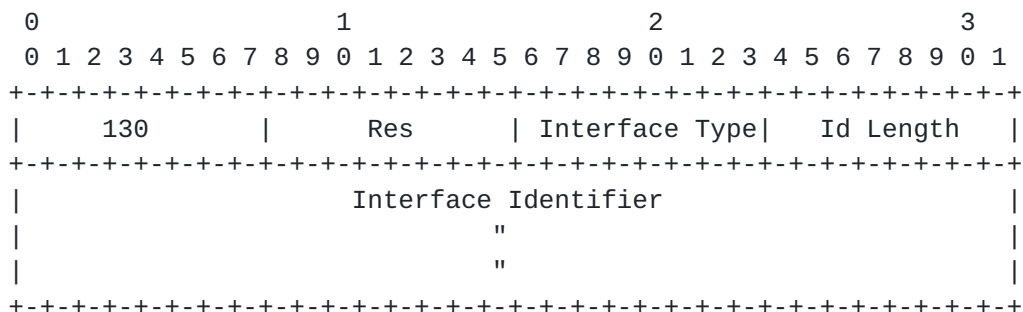 0                   1                   2                   3
 0 1 2 3 4 5 6 7 8 9 0 1 2 3 4 5 6 7 8 9 0 1 2 3 4 5 6 7 8 9 0 1
+-+-+-+-+-+-+-+-+-+-+-+-+-+-+-+-+-+-+-+-+-+-+-+-+-+-+-+-+-+-+-+-+
|     130       |      Res      | Interface Type|   Id Length   |
+-+-+-+-+-+-+-+-+-+-+-+-+-+-+-+-+-+-+-+-+-+-+-+-+-+-+-+-+-+-+-+-+
|                     Interface Identifier                      |
|                              "                                |
|                              "                                |
+-+-+-+-+-+-+-+-+-+-+-+-+-+-+-+-+-+-+-+-+-+-+-+-+-+-+-+-+-+-+-+-+